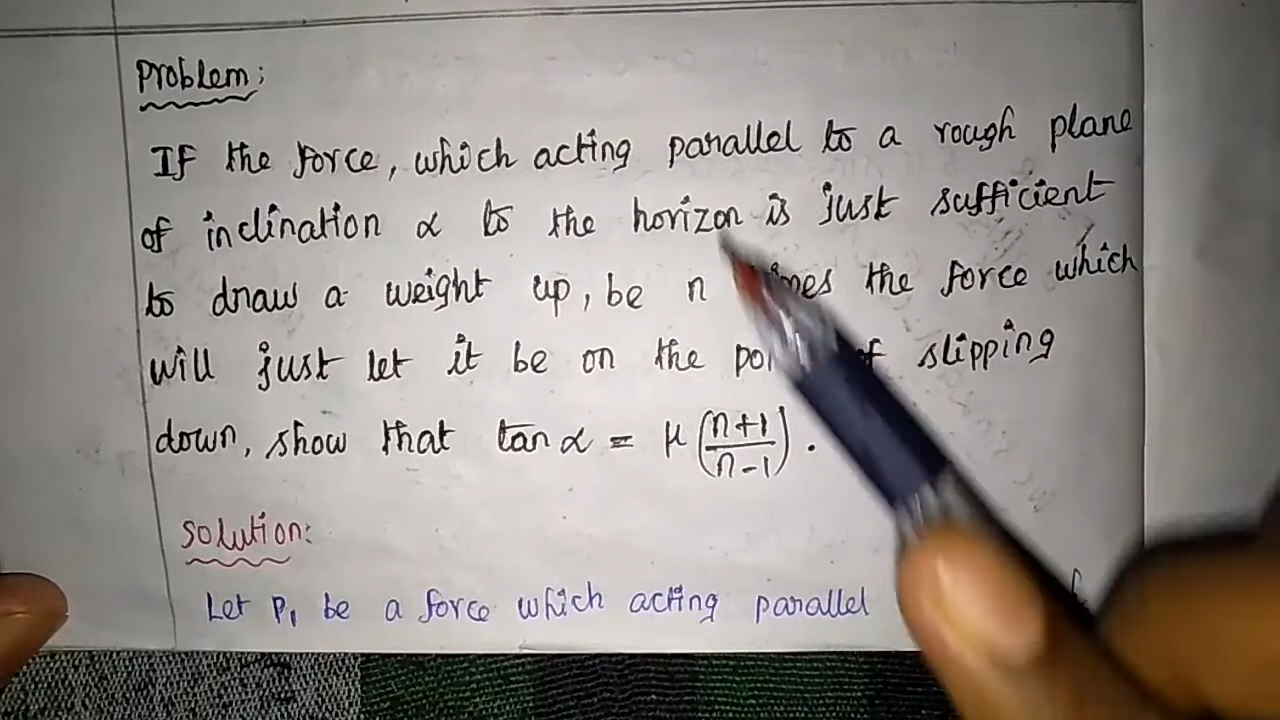 Problem:
If the force, which acting parallel to a rough plane
of inclination α to the horizon is just sufficient
to draw a weight up, be n the force which
will just let it be on the slipping
down, show that tan α = μ(n+1/n-1).
Solution:
Let P₁ be a force which acting parallel